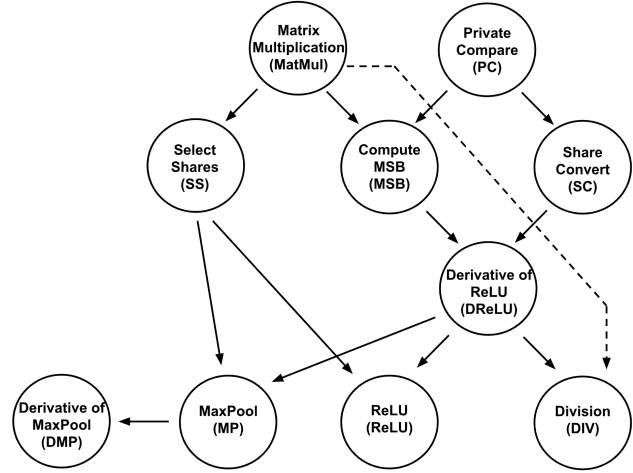 Matrix
Multiplication
(MatMul)
Private
Compare
(PC)
Select
Shares
(SS)
Compute
MSB
(MSB)
Share
Convert
(SC)
Derivative of
ReLU
(DReLU)
Derivative of
MaxPool
(DMP)
MaxPool
(MP)
ReLU
(ReLU)
Division
(DIV)